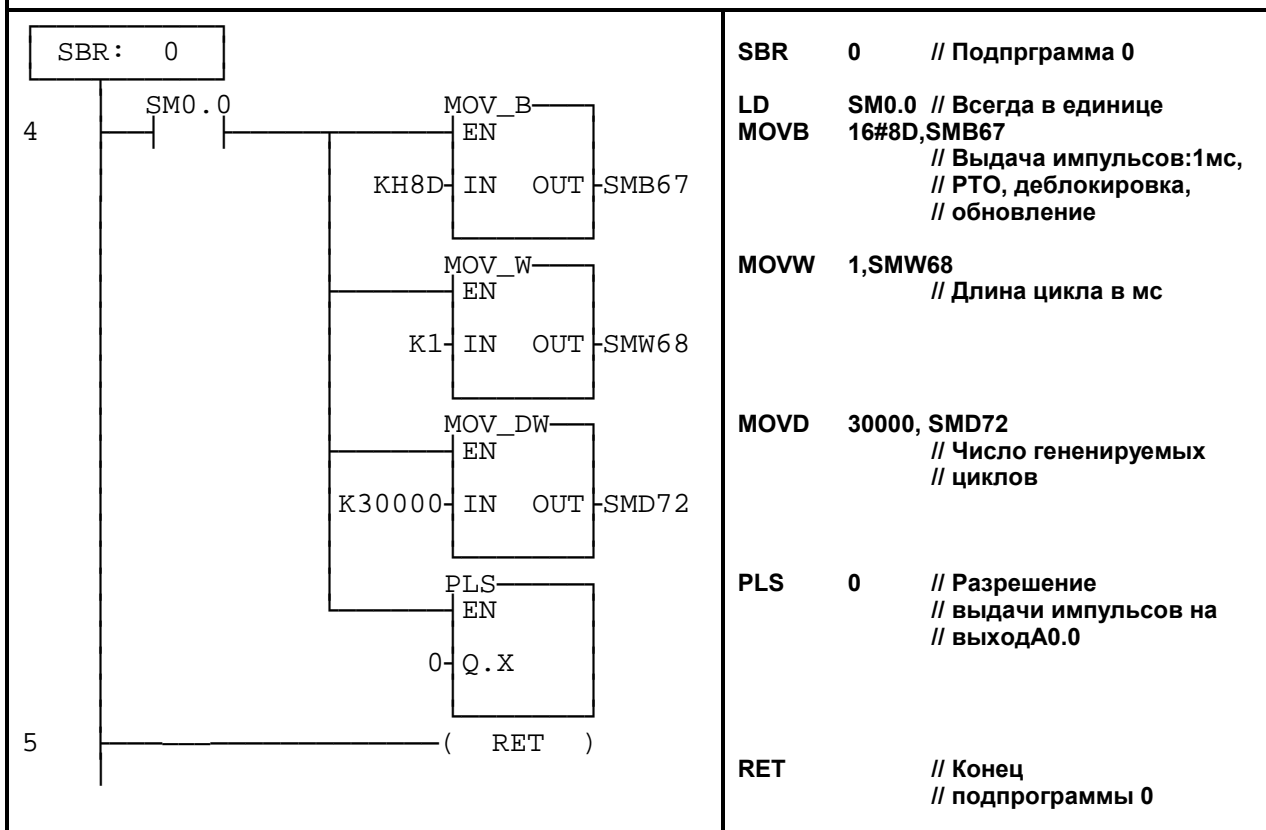 SBR: 0
4
SM0.0
MOV_B
EN
KH8D IN OUT SMB67
MOV_W
EN
K1 IN OUT SMW68
MOV_DW
EN
K30000 IN OUT SMD72
PLS
EN
0 Q.X
5
( RET )
SBR 0 // Подпрграмма 0
LD SM0.0 // Всегда в единице
MOVB 16#8D,SMB67
// Выдача импульсов:1мс,
// PTO, деблокировка,
// обновление
MOVW 1,SMW68
// Длина цикла в мс
MOVD 30000, SMD72
// Число гененируемых
// циклов
PLS 0 // Разрешение
// выдачи импульсов на
// выходA0.0
RET // Конец
// подпрограммы 0